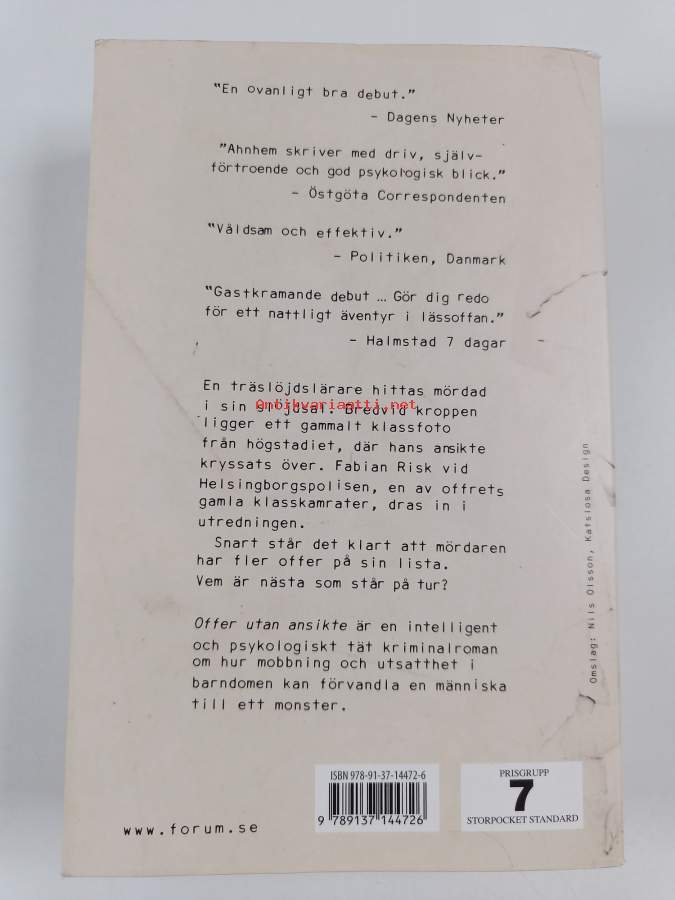 "En ovanligt bra debut."
– Dagens Nyheter
"Ahnhem skriver med driv, själv-
förtroende och god psykologisk blick."
– Östgöta Correspondenten
"Våldsam och effektiv."
– Politiken, Danmark
"Gastkramande debut … Gör dig redo
för ett nattligt äventyr i lässoffan."
– Halmstad 7 dagar
En träslöjdslärare hittas mördad
i sin slöjdsal. Bredvid kroppen
Antikvariaatti.net
ligger ett gammalt klassfoto
från högstadiet, där hans ansikte
kryssats över. Fabian Risk vid
Helsingborgspolisen, en av offrets
gamla klasskamrater, dras in i
utredningen.
Snart står det klart att mördaren
har fler offer på sin lista.
Vem är nästa som står på tur?
Offer utan ansikte är en intelligent
och psykologiskt tät kriminalroman
om hur mobbning och utsatthet i
barndomen kan förvandla en människa
till ett monster.
Omslag: Nils Olsson, Katslosa Design
www.forum.se
ISBN 978-91-37-14472-6
9 789137 144726
PRISGRUPP
7
STORPOCKET STANDARD